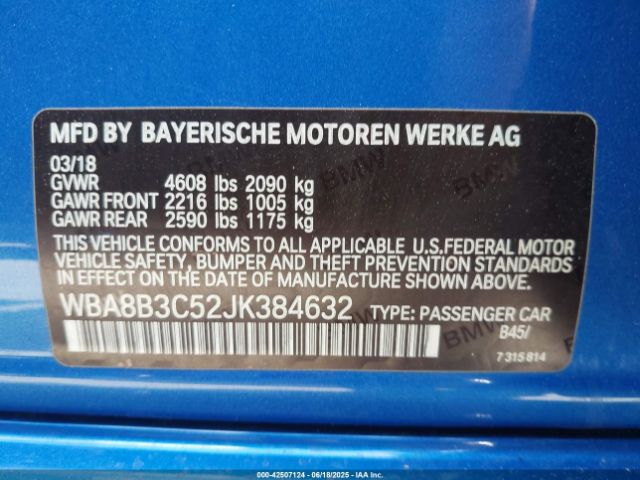 MFD BY BAYERISCHE MOTOREN WERKE AG
03/18
GVWR 4608 lbs 2090 kg
GAWR FRONT 2216 lbs 1005 kg
GAWR REAR 2590 lbs 1175 kg
THIS VEHICLE CONFORMS TO ALL APPLICABLE U.S.FEDERAL MOTOR
VEHICLE SAFETY, BUMPER AND THEFT PREVENTION STANDARDS
IN EFFECT ON THE DATE OF MANUFACTURE SHOWN ABOVE.
WBA8B3C52JK384632 TYPE: PASSENGER CAR
B45/
7 315 814
BMW
BMW
BMW
000-42507124 - 06/18/2025 - IAA, Inc.